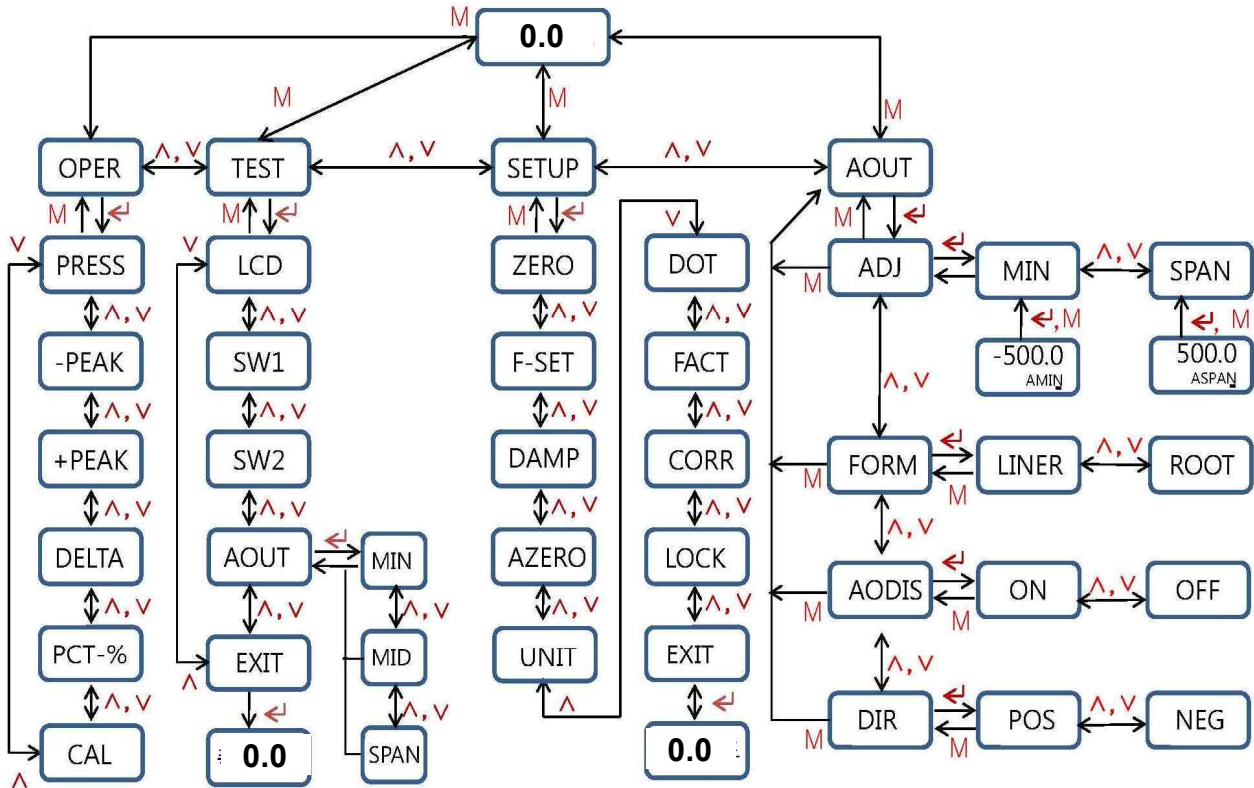 M
0.0
M
M
M
OPER
∧, ∨
TEST
∧, ∨
SETUP
∧, ∨
AOUT
M
M
M
∨
M
∨
PRESS
∨
LCD
ZERO
DOT
M
ADJ
MIN
∧, ∨
SPAN
∧, ∨
∧, ∨
∧, ∨
∧, ∨
, M
, M
-PEAK
SW1
F-SET
FACT
-500.0
AMIN
500.0
ASPAN
∧, ∨
∧, ∨
∧, ∨
∧, ∨
∧, ∨
+PEAK
SW2
DAMP
CORR
M
FORM
M
LINER
∧, ∨
ROOT
∧, ∨
∧, ∨
∧, ∨
∧, ∨
∧, ∨
DELTA
AOUT
MIN
AZERO
LOCK
M
AODIS
M
ON
∧, ∨
OFF
∧, ∨
∧, ∨
∧, ∨
∧, ∨
∧, ∨
∧, ∨
PCT-%
∧
EXIT
MID
UNIT
∧
EXIT
∧, ∨
∧, ∨
M
DIR
M
POS
∧, ∨
NEG
∧
CAL
0.0
SPAN
0.0